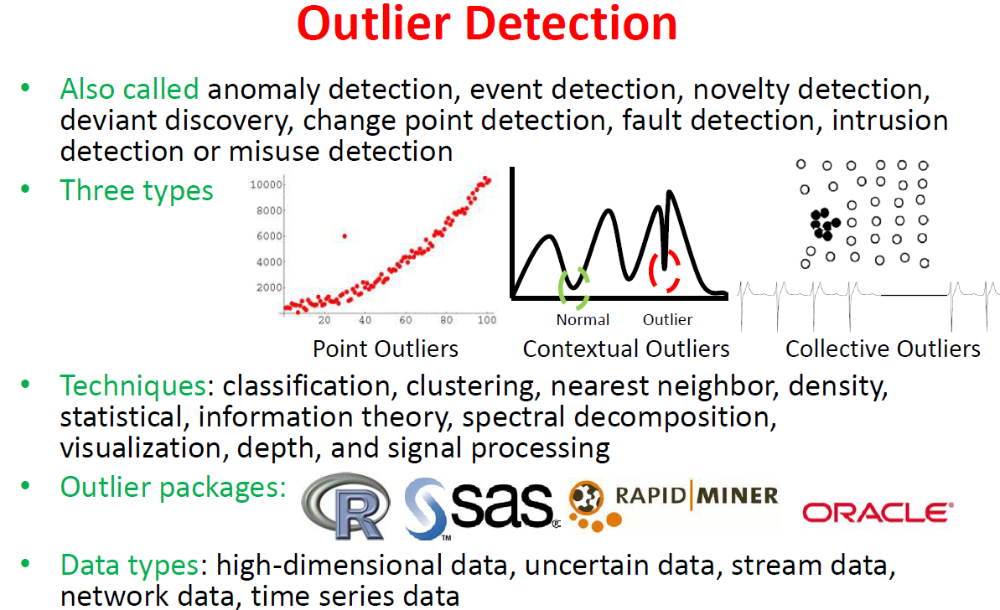 Outlier Detection
• Also called anomaly detection, event detection, novelty detection,
deviant discovery, change point detection, fault detection, intrusion
detection or misuse detection
• Three types
10000
8000
6000
4000
2000
20 40 60 80 100
Normal Outlier
Point Outliers Contextual Outliers Collective Outliers
• Techniques: classification, clustering, nearest neighbor, density,
statistical, information theory, spectral decomposition,
visualization, depth, and signal processing
• Outlier packages: R sas ® TM RAPID|MINER ORACLE®
• Data types: high-dimensional data, uncertain data, stream data,
network data, time series data